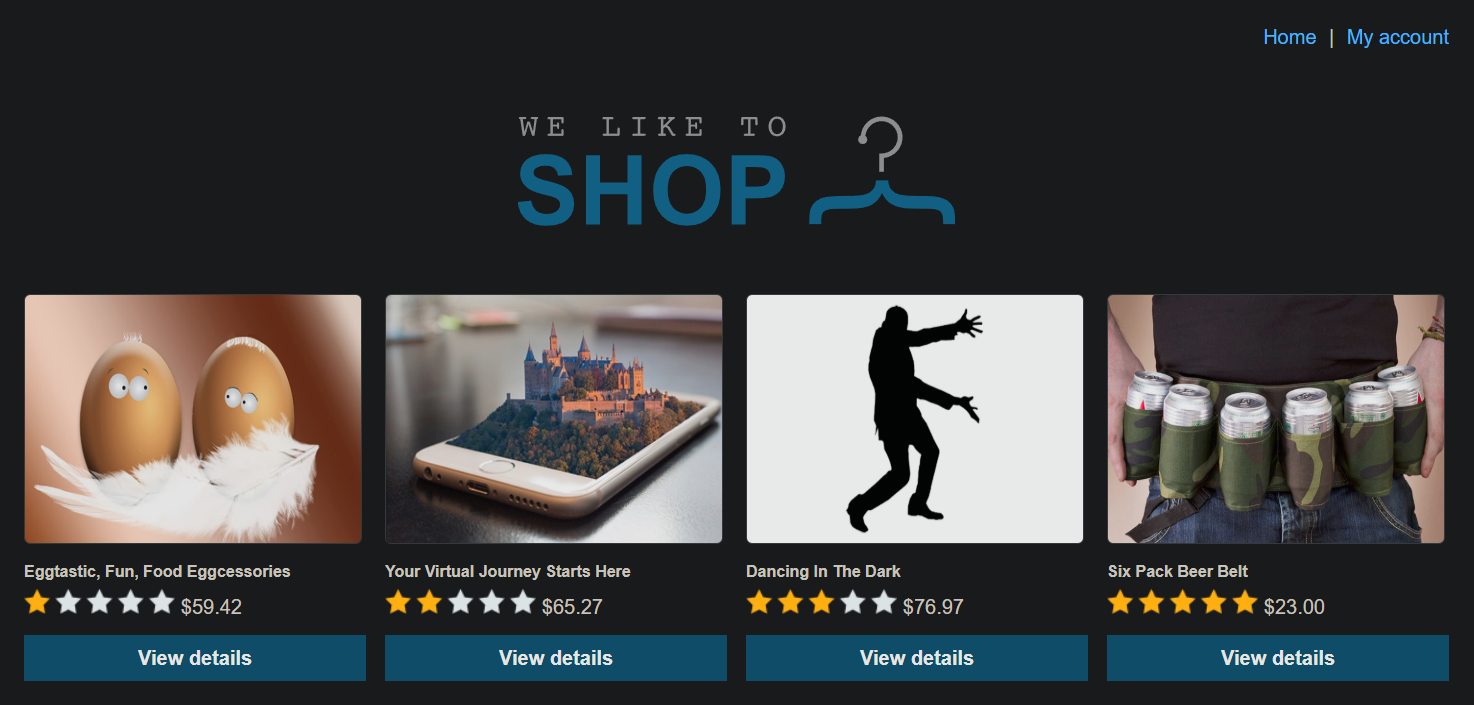 Home | My account
WE LIKE TO
SHOP
Eggtastic, Fun, Food Eggcessories
$59.42
View details
Your Virtual Journey Starts Here
$65.27
View details
Dancing In The Dark
$76.97
View details
Six Pack Beer Belt
$23.00
View details